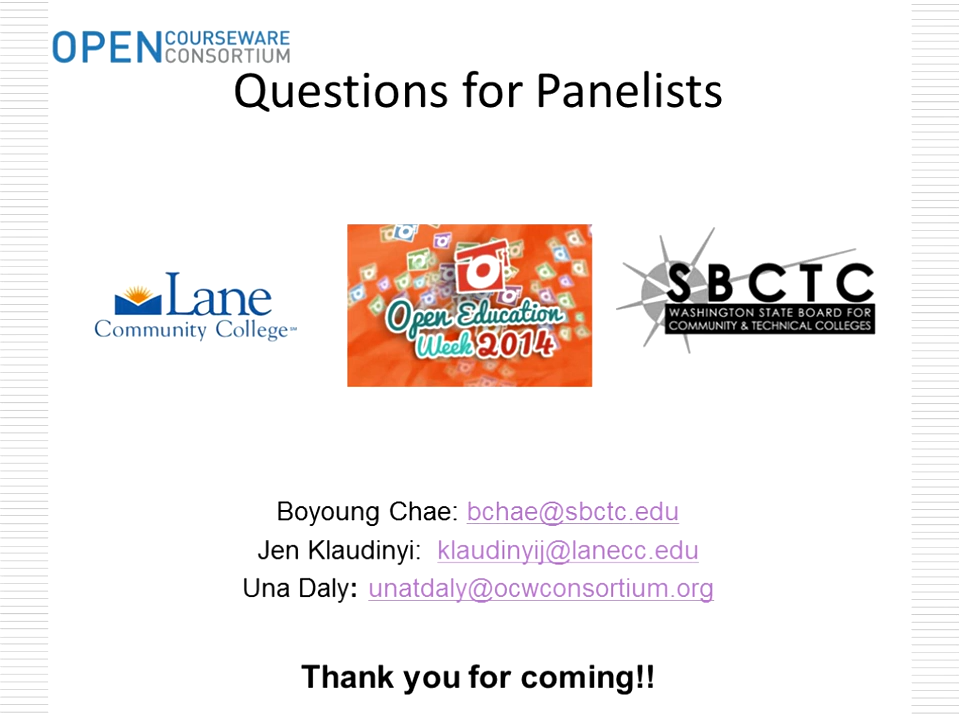 OPEN COURSEWARE
CONSORTIUM
Questions for Panelists
Lane
Community College℠
Open Education
Week 2014
SBCTC
WASHINGTON STATE BOARD FOR
COMMUNITY & TECHNICAL COLLEGES
Boyoung Chae: bchae@sbctc.edu
Jen Klaudinyi: klaudinyij@lanecc.edu
Una Daly: unatdaly@ocwconsortium.org
Thank you for coming!!